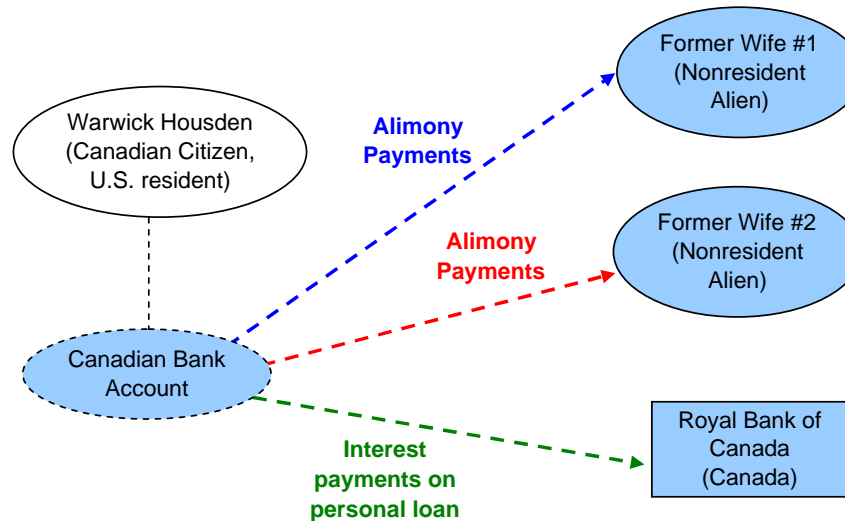 Former Wife #1
(Nonresident
Alien)
Warwick Housden
(Canadian Citizen,
U.S. resident)
Alimony
Payments
Former Wife #2
(Nonresident
Alien)
Alimony
Payments
Canadian Bank
Account
Royal Bank of
Canada
(Canada)
Interest
payments on
personal loan